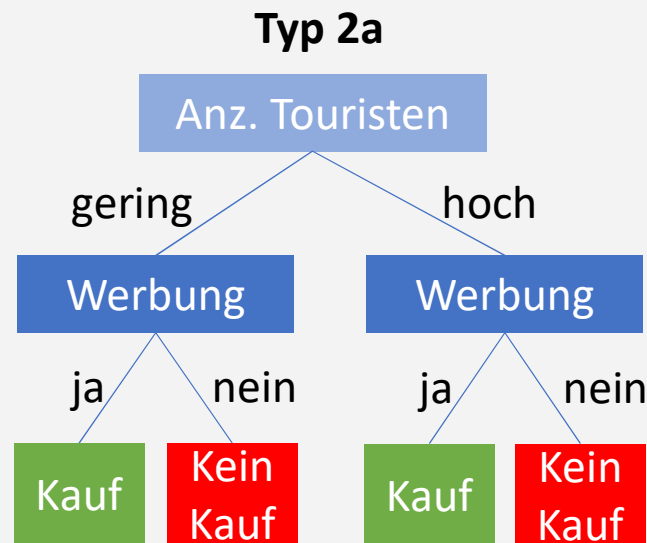 Typ 2a
Anz. Touristen
gering
hoch
Werbung
Werbung
ja
nein
ja
nein
Kauf
Kein
Kauf
Kauf
Kein
Kauf